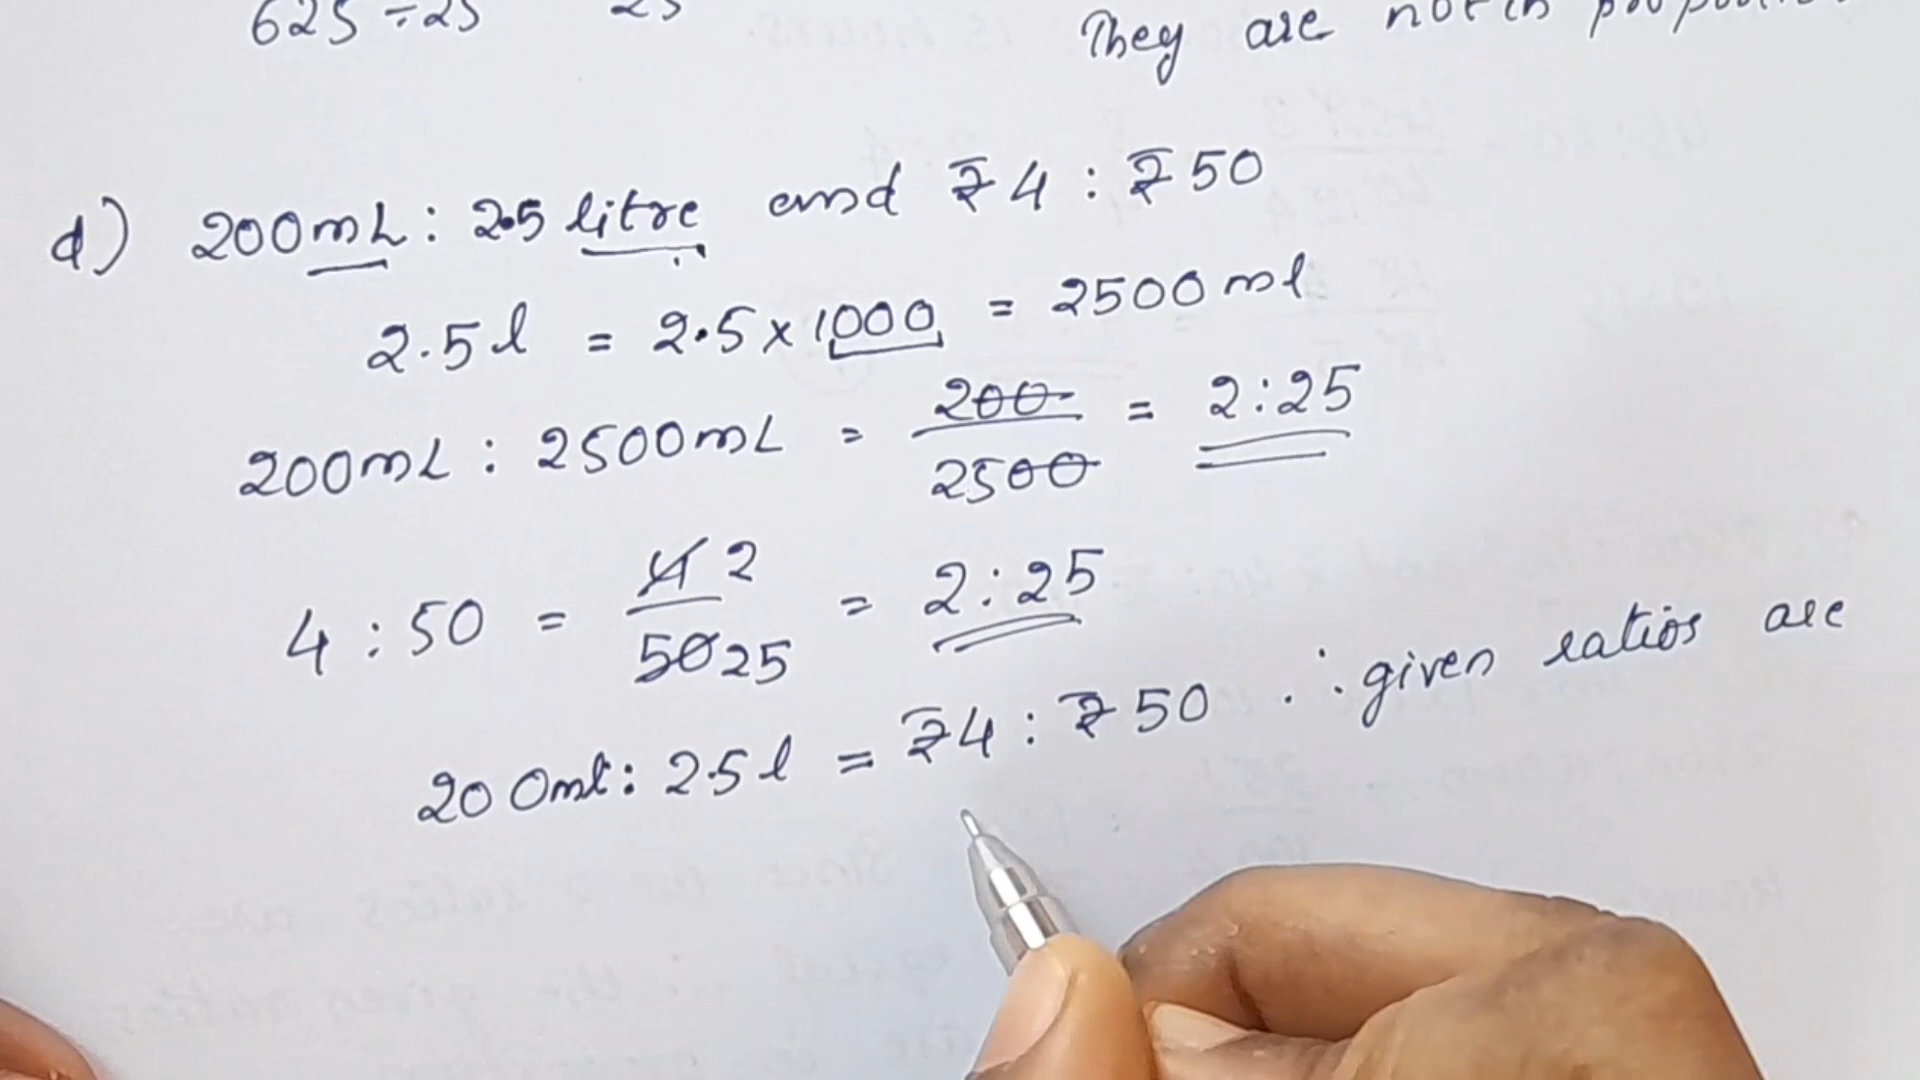 625 ÷ 25 25
They are not in
d) 200mL : 2.5 litre and ₹4 : ₹50
2.5l = 2.5 x 1000 = 2500 ml
200mL : 2500mL = 200/2500 = 2:25
4 : 50 = 4 2/50 25 = 2:25
200ml : 2.5l = ₹4 : ₹50 ∴ given ratios are